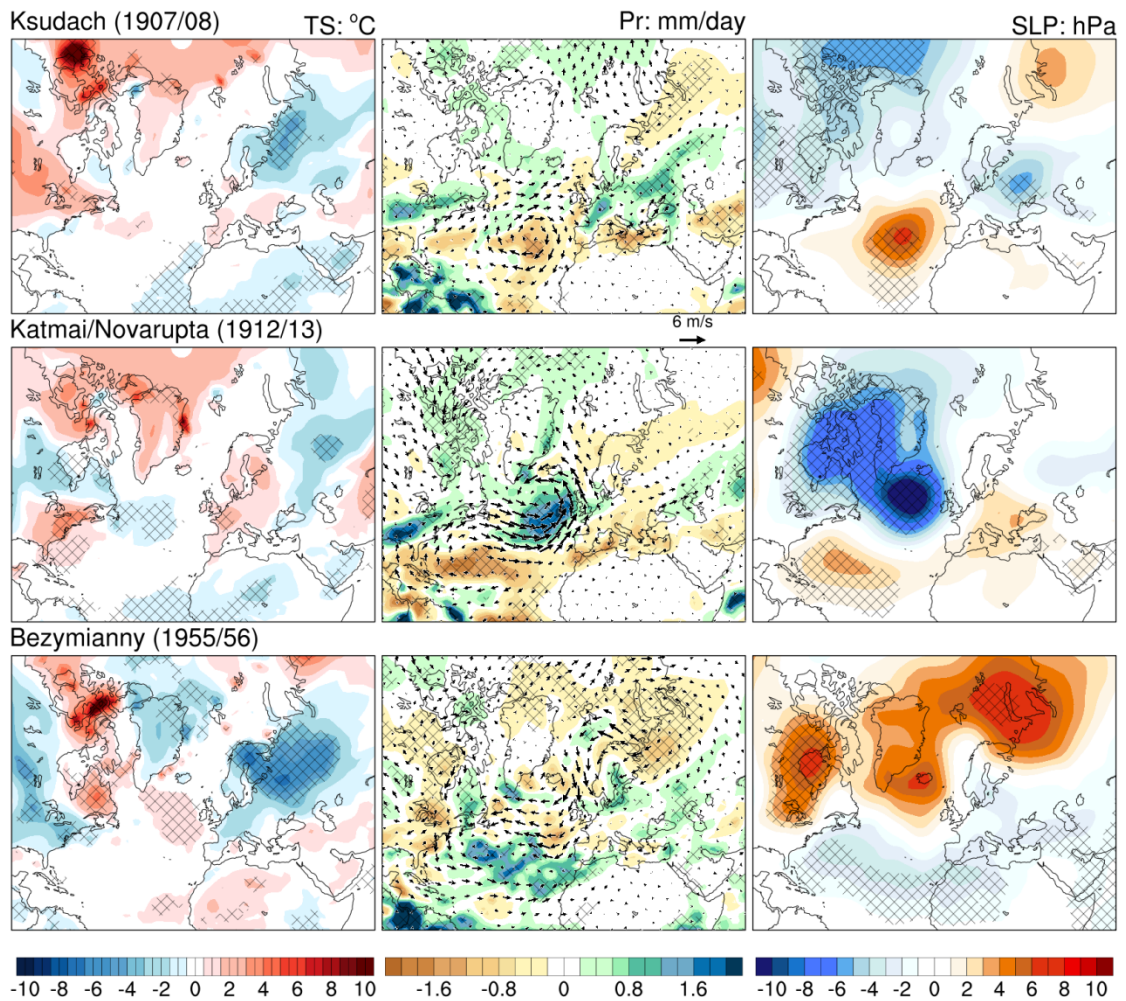 Ksudach (1907/08) TS: °C Pr: mm/day SLP: hPa
6 m/s
Katmai/Novarupta (1912/13)
Bezymianny (1955/56)
-10 -8 -6 -4 -2 0 2 4 6 8 10 -1.6 -0.8 0 0.8 1.6 -10 -8 -6 -4 -2 0 2 4 6 8 10